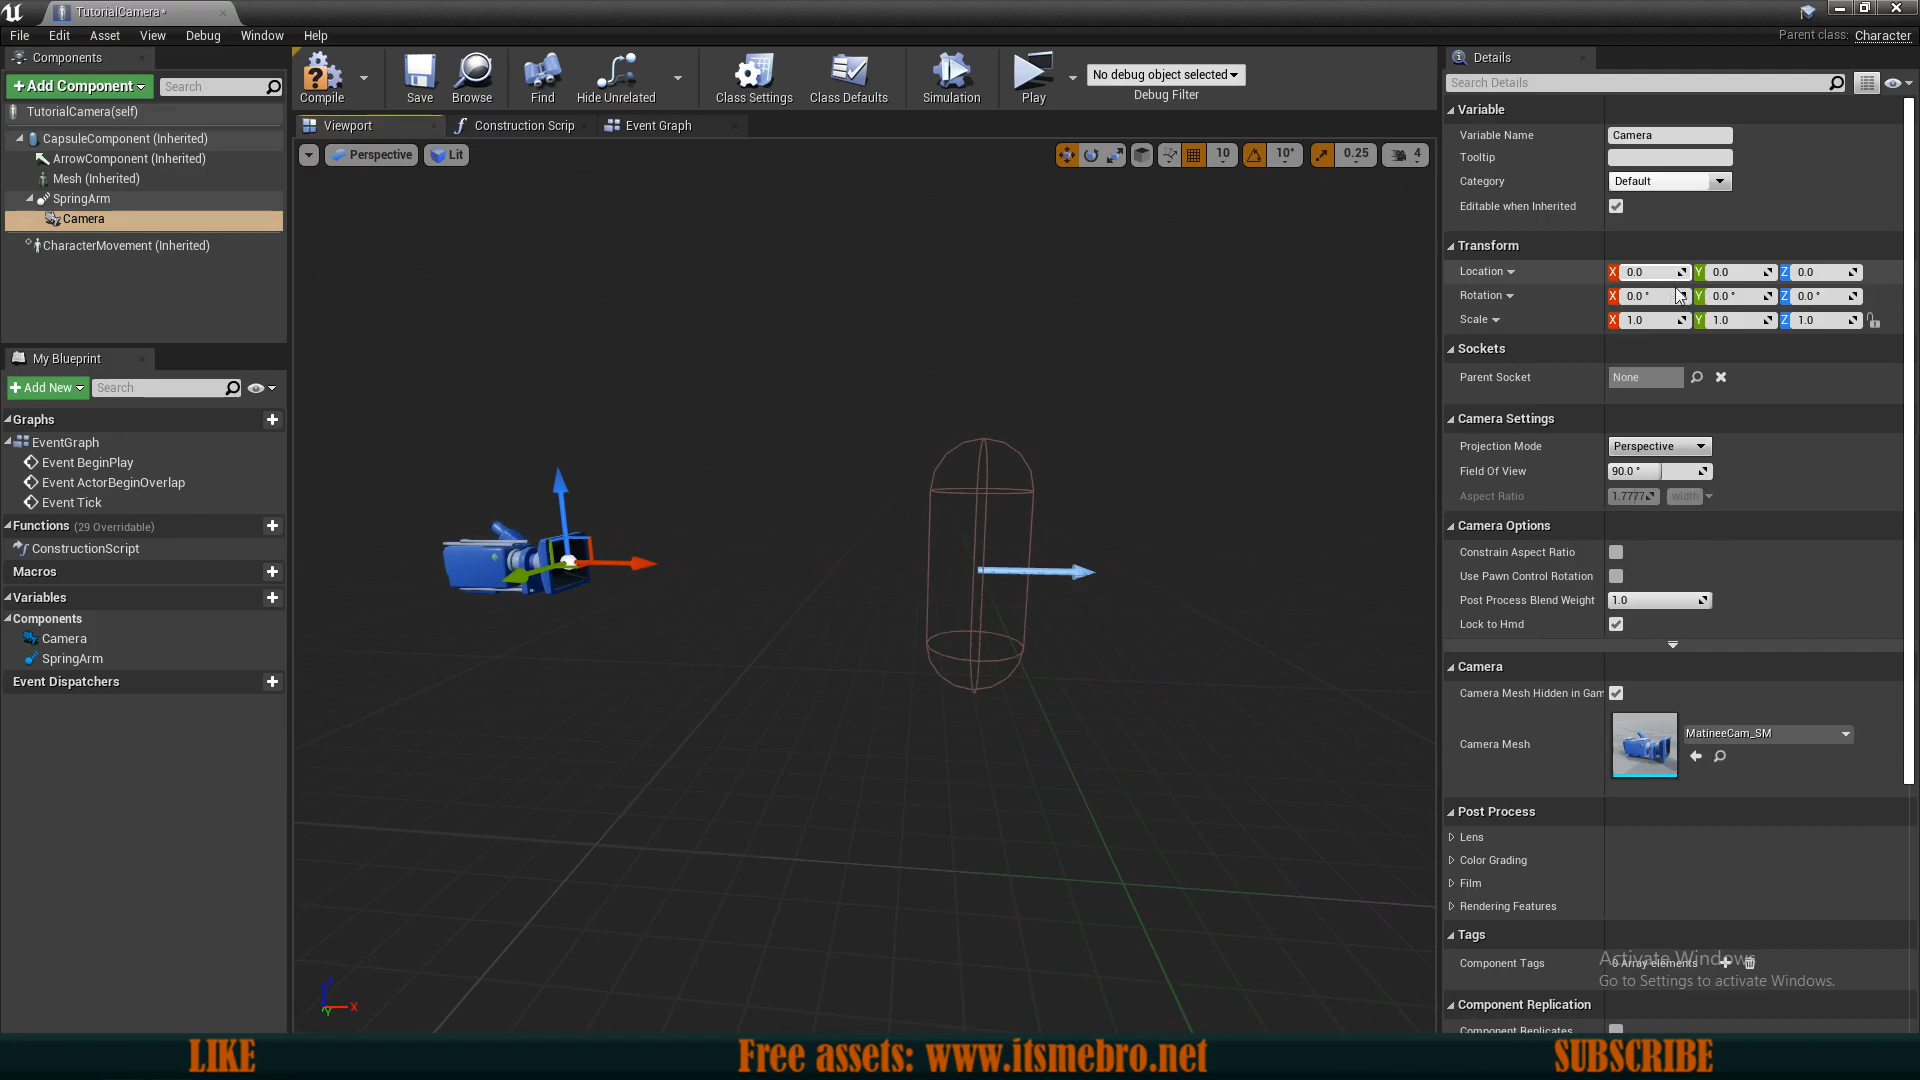 TutorialCamera*
File Edit Asset View Debug Window Help
Parent class: Character
Components
+ Add Component
Search
TutorialCamera(self)
CapsuleComponent (Inherited)
ArrowComponent (Inherited)
Mesh (Inherited)
SpringArm
Camera
CharacterMovement (Inherited)
My Blueprint
+ Add New
Search
Graphs
EventGraph
Event BeginPlay
Event ActorBeginOverlap
Event Tick
Functions (29 Overridable)
ConstructionScript
Macros
Variables
Components
Camera
SpringArm
Event Dispatchers
Compile
Save
Browse
Find
Hide Unrelated
Class Settings
Class Defaults
Simulation
Play
No debug object selected
Debug Filter
Viewport
Construction Scrip
Event Graph
Perspective
Lit
10
10°
0.25
4
Z
X
Y
Details
Search Details
Variable
Variable Name Camera
Tooltip
Category Default
Editable when Inherited
Transform
Location X 0.0 Y 0.0 Z 0.0
Rotation X 0.0 ° Y 0.0 ° Z 0.0 °
Scale X 1.0 Y 1.0 Z 1.0
Sockets
Parent Socket None
Camera Settings
Projection Mode Perspective
Field Of View 90.0 °
Aspect Ratio 1.7777 width
Camera Options
Constrain Aspect Ratio
Use Pawn Control Rotation
Post Process Blend Weight 1.0
Lock to Hmd
Camera
Camera Mesh Hidden in Gam
Camera Mesh MatineeCam_SM
Post Process
Lens
Color Grading
Film
Rendering Features
Tags
Component Tags 0 Array elements
Activate Windows
Go to Settings to activate Windows.
Component Replication
Component Replicates
LIKE
Free assets: www.itsmebro.net
SUBSCRIBE